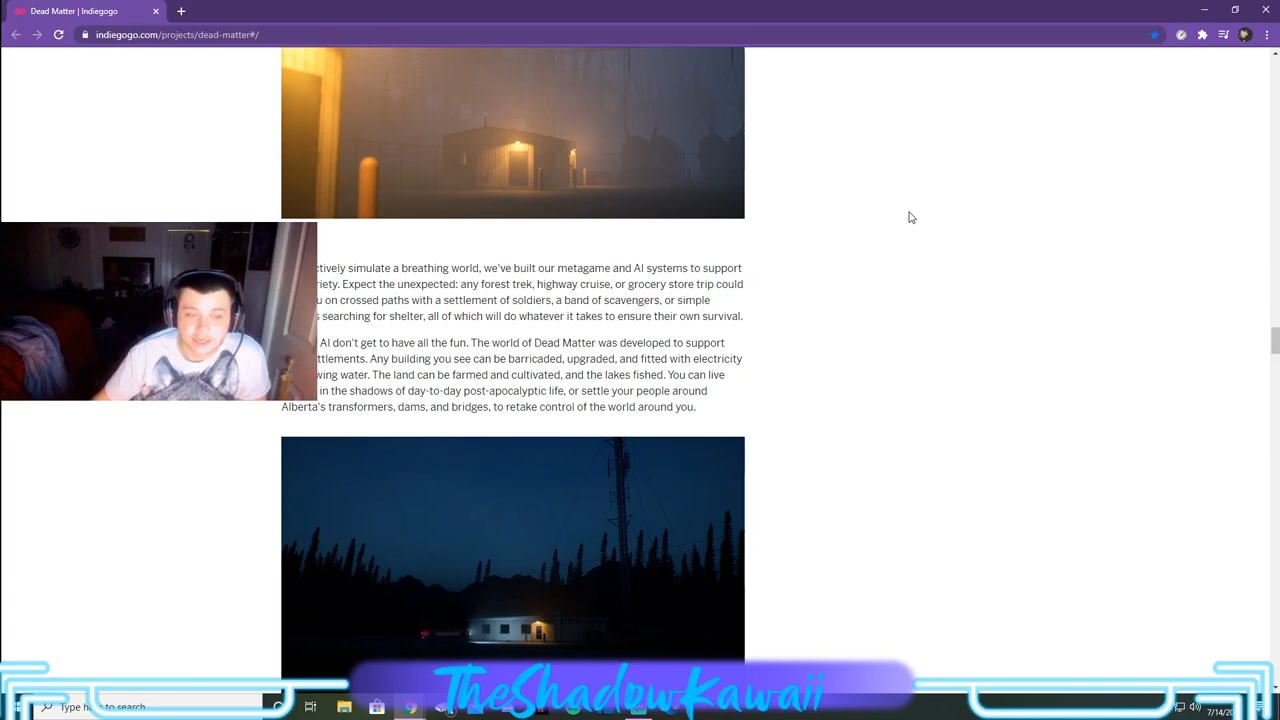 Dead Matter | Indiegogo
indiegogo.com/projects/dead-matter#/
ctively simulate a breathing world, we've built our metagame and AI systems to support
riety. Expect the unexpected: any forest trek, highway cruise, or grocery store trip could
u on crossed paths with a settlement of soldiers, a band of scavengers, or simple
s searching for shelter, all of which will do whatever it takes to ensure their own survival.
AI don't get to have all the fun. The world of Dead Matter was developed to support
ttlements. Any building you see can be barricaded, upgraded, and fitted with electricity
wing water. The land can be farmed and cultivated, and the lakes fished. You can live
in the shadows of day-to-day post-apocalyptic life, or settle your people around
Alberta's transformers, dams, and bridges, to retake control of the world around you.
TheShadowKawaii
Type here to search
7/14/20